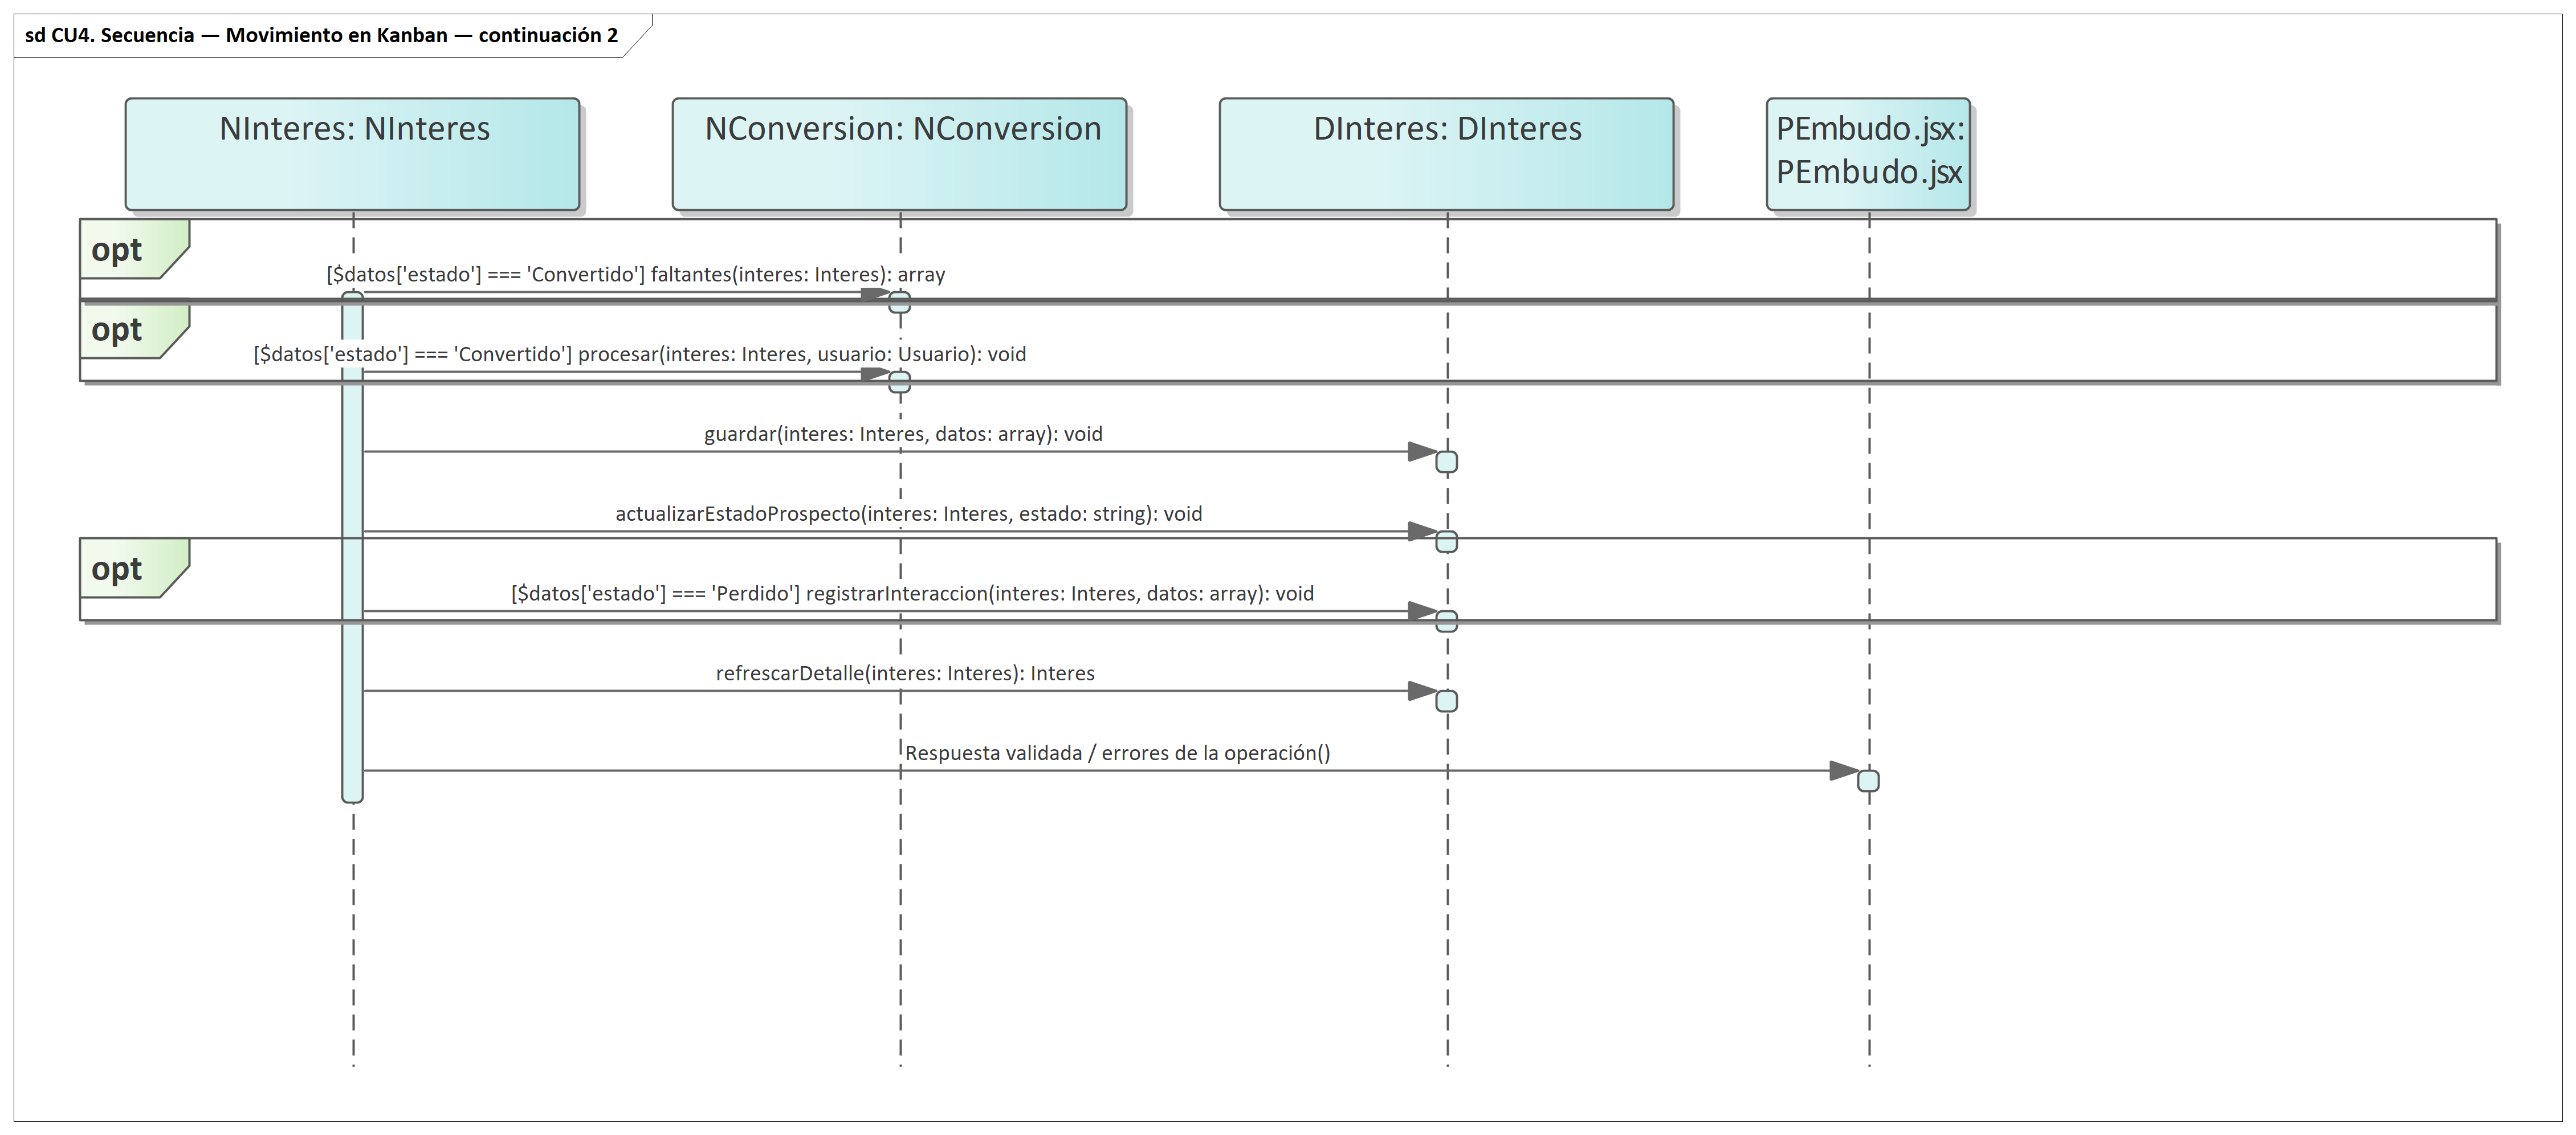 sd CU4. Secuencia — Movimiento en Kanban — continuación 2
NInteres: NInteres
NConversion: NConversion
DInteres: DInteres
PEmbudo.jsx:
PEmbudo.jsx
opt
[$datos['estado'] === 'Convertido'] faltantes(interes: Interes): array
opt
[$datos['estado'] === 'Convertido'] procesar(interes: Interes, usuario: Usuario): void
guardar(interes: Interes, datos: array): void
actualizarEstadoProspecto(interes: Interes, estado: string): void
opt
[$datos['estado'] === 'Perdido'] registrarInteraccion(interes: Interes, datos: array): void
refrescarDetalle(interes: Interes): Interes
Respuesta validada / errores de la operación()